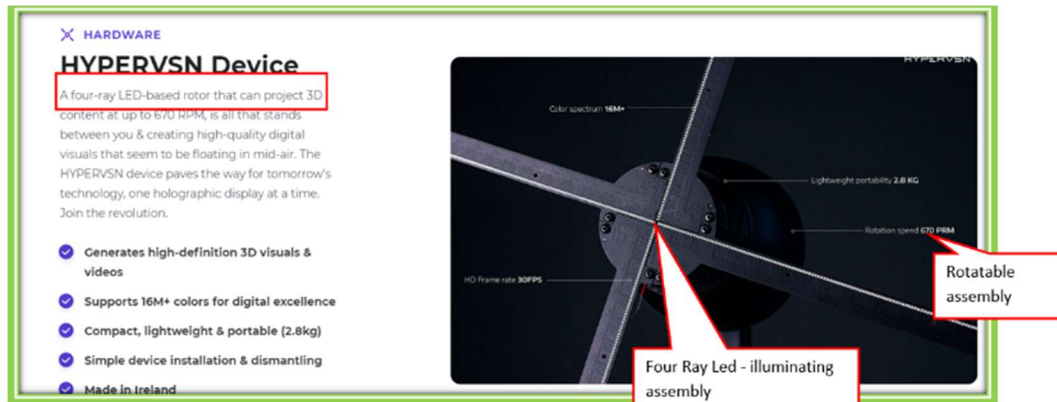 HARDWARE
HYPERVSN Device
A four-ray LED-based rotor that can project 3D
content at up to 670 RPM, is all that stands
between you & creating high-quality digital
visuals that seem to be floating in mid-air. The
HYPERVSN device paves the way for tomorrow's
technology, one holographic display at a time.
Join the revolution.
Generates high-definition 3D visuals &
videos
Supports 16M+ colors for digital excellence
Compact, lightweight & portable (2.8kg)
Simple device installation & dismantling
Made in Ireland
HYPERVSN
Color spectrum 16M+
Lightweight portability 2.8 KG
Rotation speed 670 PRM
HD Frame rate 30FPS
Rotatable
assembly
Four Ray Led - illuminating
assembly